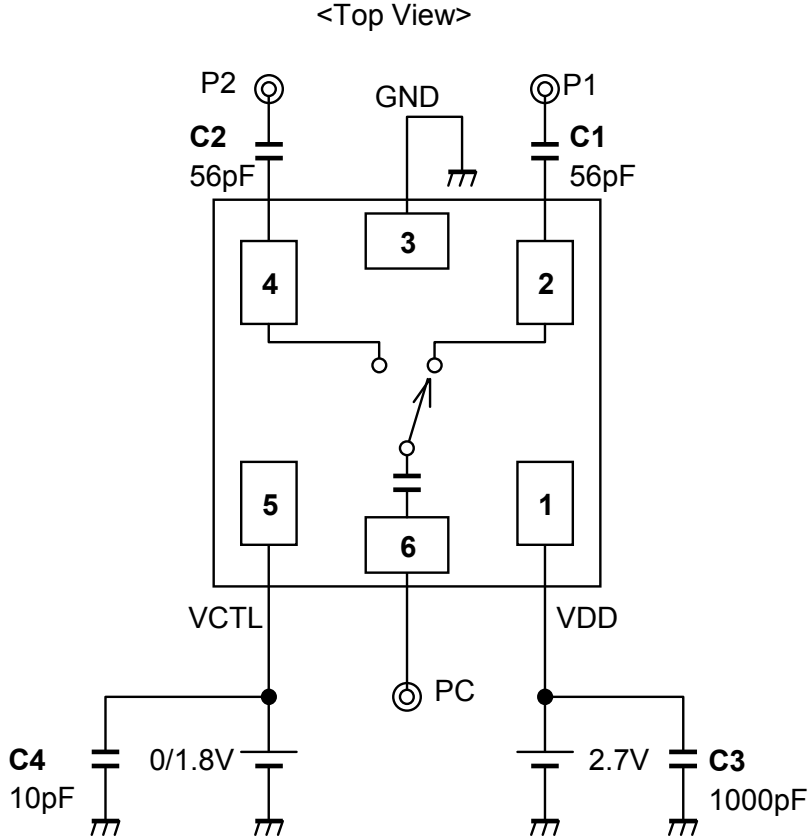 <Top View>
P2
GND
P1
C2
56pF
C1
56pF
3
4
2
5
1
6
VCTL
VDD
PC
C4
10pF
0/1.8V
2.7V
C3
1000pF